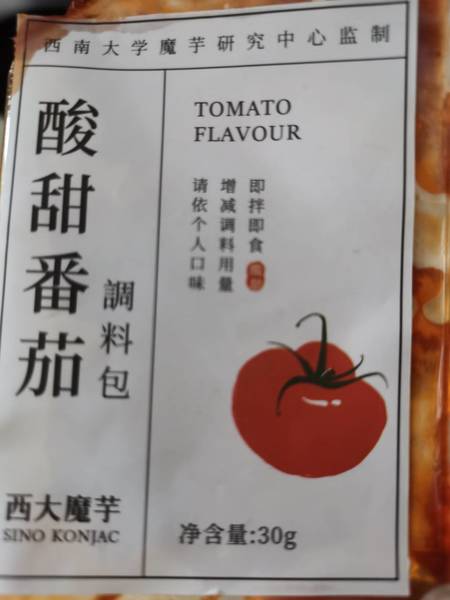 西南大学魔芋研究中心监制
酸甜番茄
調料包
TOMATO
FLAVOUR
即拌即食
增减调料用量
请依个人口味
西大魔芋
SINO KONJAC
净含量:30g